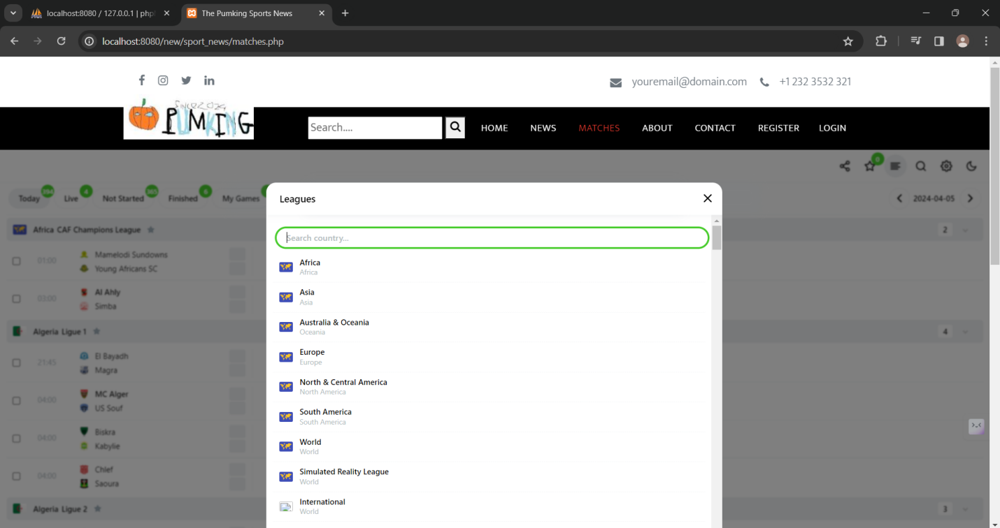 localhost:8080 / 127.0.0.1 | php
The Pumking Sports News
localhost:8080/new/sport_news/matches.php
youremail@domain.com
+1 232 3532 321
SINCE2024
PUMKING
Search....
HOME
NEWS
MATCHES
ABOUT
CONTACT
REGISTER
LOGIN
0
Today
394
Live
4
Not Started
365
Finished
6
My Games
2024-04-05
Leagues
Search country...
Africa CAF Champions League
2
01:00
Mamelodi Sundowns
Young Africans SC
03:00
Al Ahly
Simba
Algeria Ligue 1
4
21:45
El Bayadh
Magra
04:00
MC Alger
US Souf
04:00
Biskra
Kabylie
04:00
Chlef
Saoura
Algeria Ligue 2
3
Africa
Africa
Asia
Asia
Australia & Oceania
Oceania
Europe
Europe
North & Central America
North America
South America
South America
World
World
Simulated Reality League
World
International
World